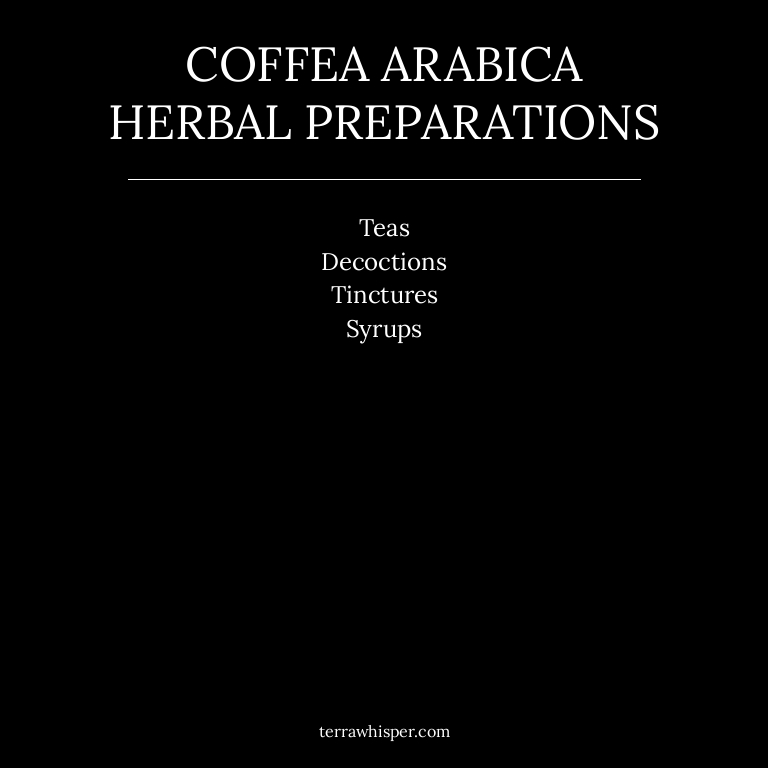 COFFEA ARABICA
HERBAL PREPARATIONS
Teas
Decoctions
Tinctures
Syrups
terrawhisper.com